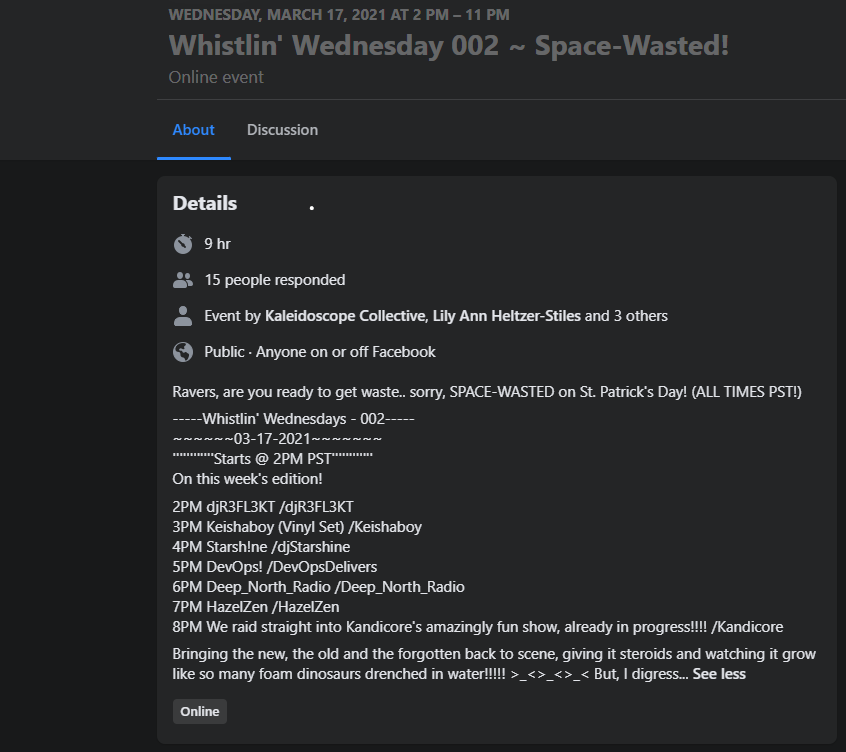 WEDNESDAY, MARCH 17, 2021 AT 2 PM – 11 PM
Whistlin' Wednesday 002 ~ Space-Wasted!
Online event
About Discussion
Details .
9 hr
15 people responded
Event by Kaleidoscope Collective, Lily Ann Heltzer-Stiles and 3 others
Public · Anyone on or off Facebook
Ravers, are you ready to get waste.. sorry, SPACE-WASTED on St. Patrick's Day! (ALL TIMES PST!)
-----Whistlin' Wednesdays - 002-----
~~~~~~03-17-2021~~~~~~~
""""""Starts @ 2PM PST""""""
On this week's edition!
2PM djR3FL3KT /djR3FL3KT
3PM Keishaboy (Vinyl Set) /Keishaboy
4PM Starsh!ne /djStarshine
5PM DevOps! /DevOpsDelivers
6PM Deep_North_Radio /Deep_North_Radio
7PM HazelZen /HazelZen
8PM We raid straight into Kandicore's amazingly fun show, already in progress!!!! /Kandicore
Bringing the new, the old and the forgotten back to scene, giving it steroids and watching it grow
like so many foam dinosaurs drenched in water!!!!! >_<>_<>_< But, I digress... See less
Online